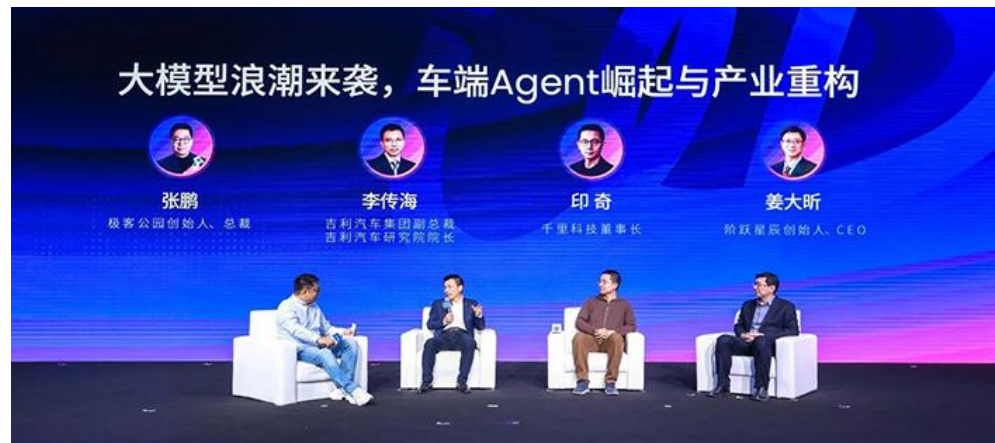 大模型浪潮来袭，车端Agent崛起与产业重构
张鹏
极客公园创始人、总裁
李传海
吉利汽车集团副总裁
吉利汽车研究院院长
印奇
千里科技董事长
姜大昕
阶跃星辰创始人、CEO